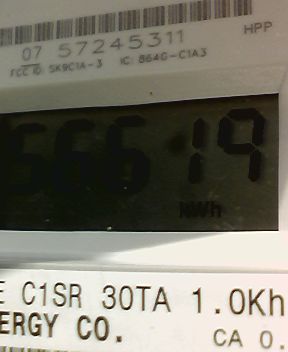 07 57245311 HPP
FCC ID: SK9C1A-3 IC: 864G-C1A3
56619
kWh
E C1SR 30TA 1.0Kh
ERGY CO. CA 0.